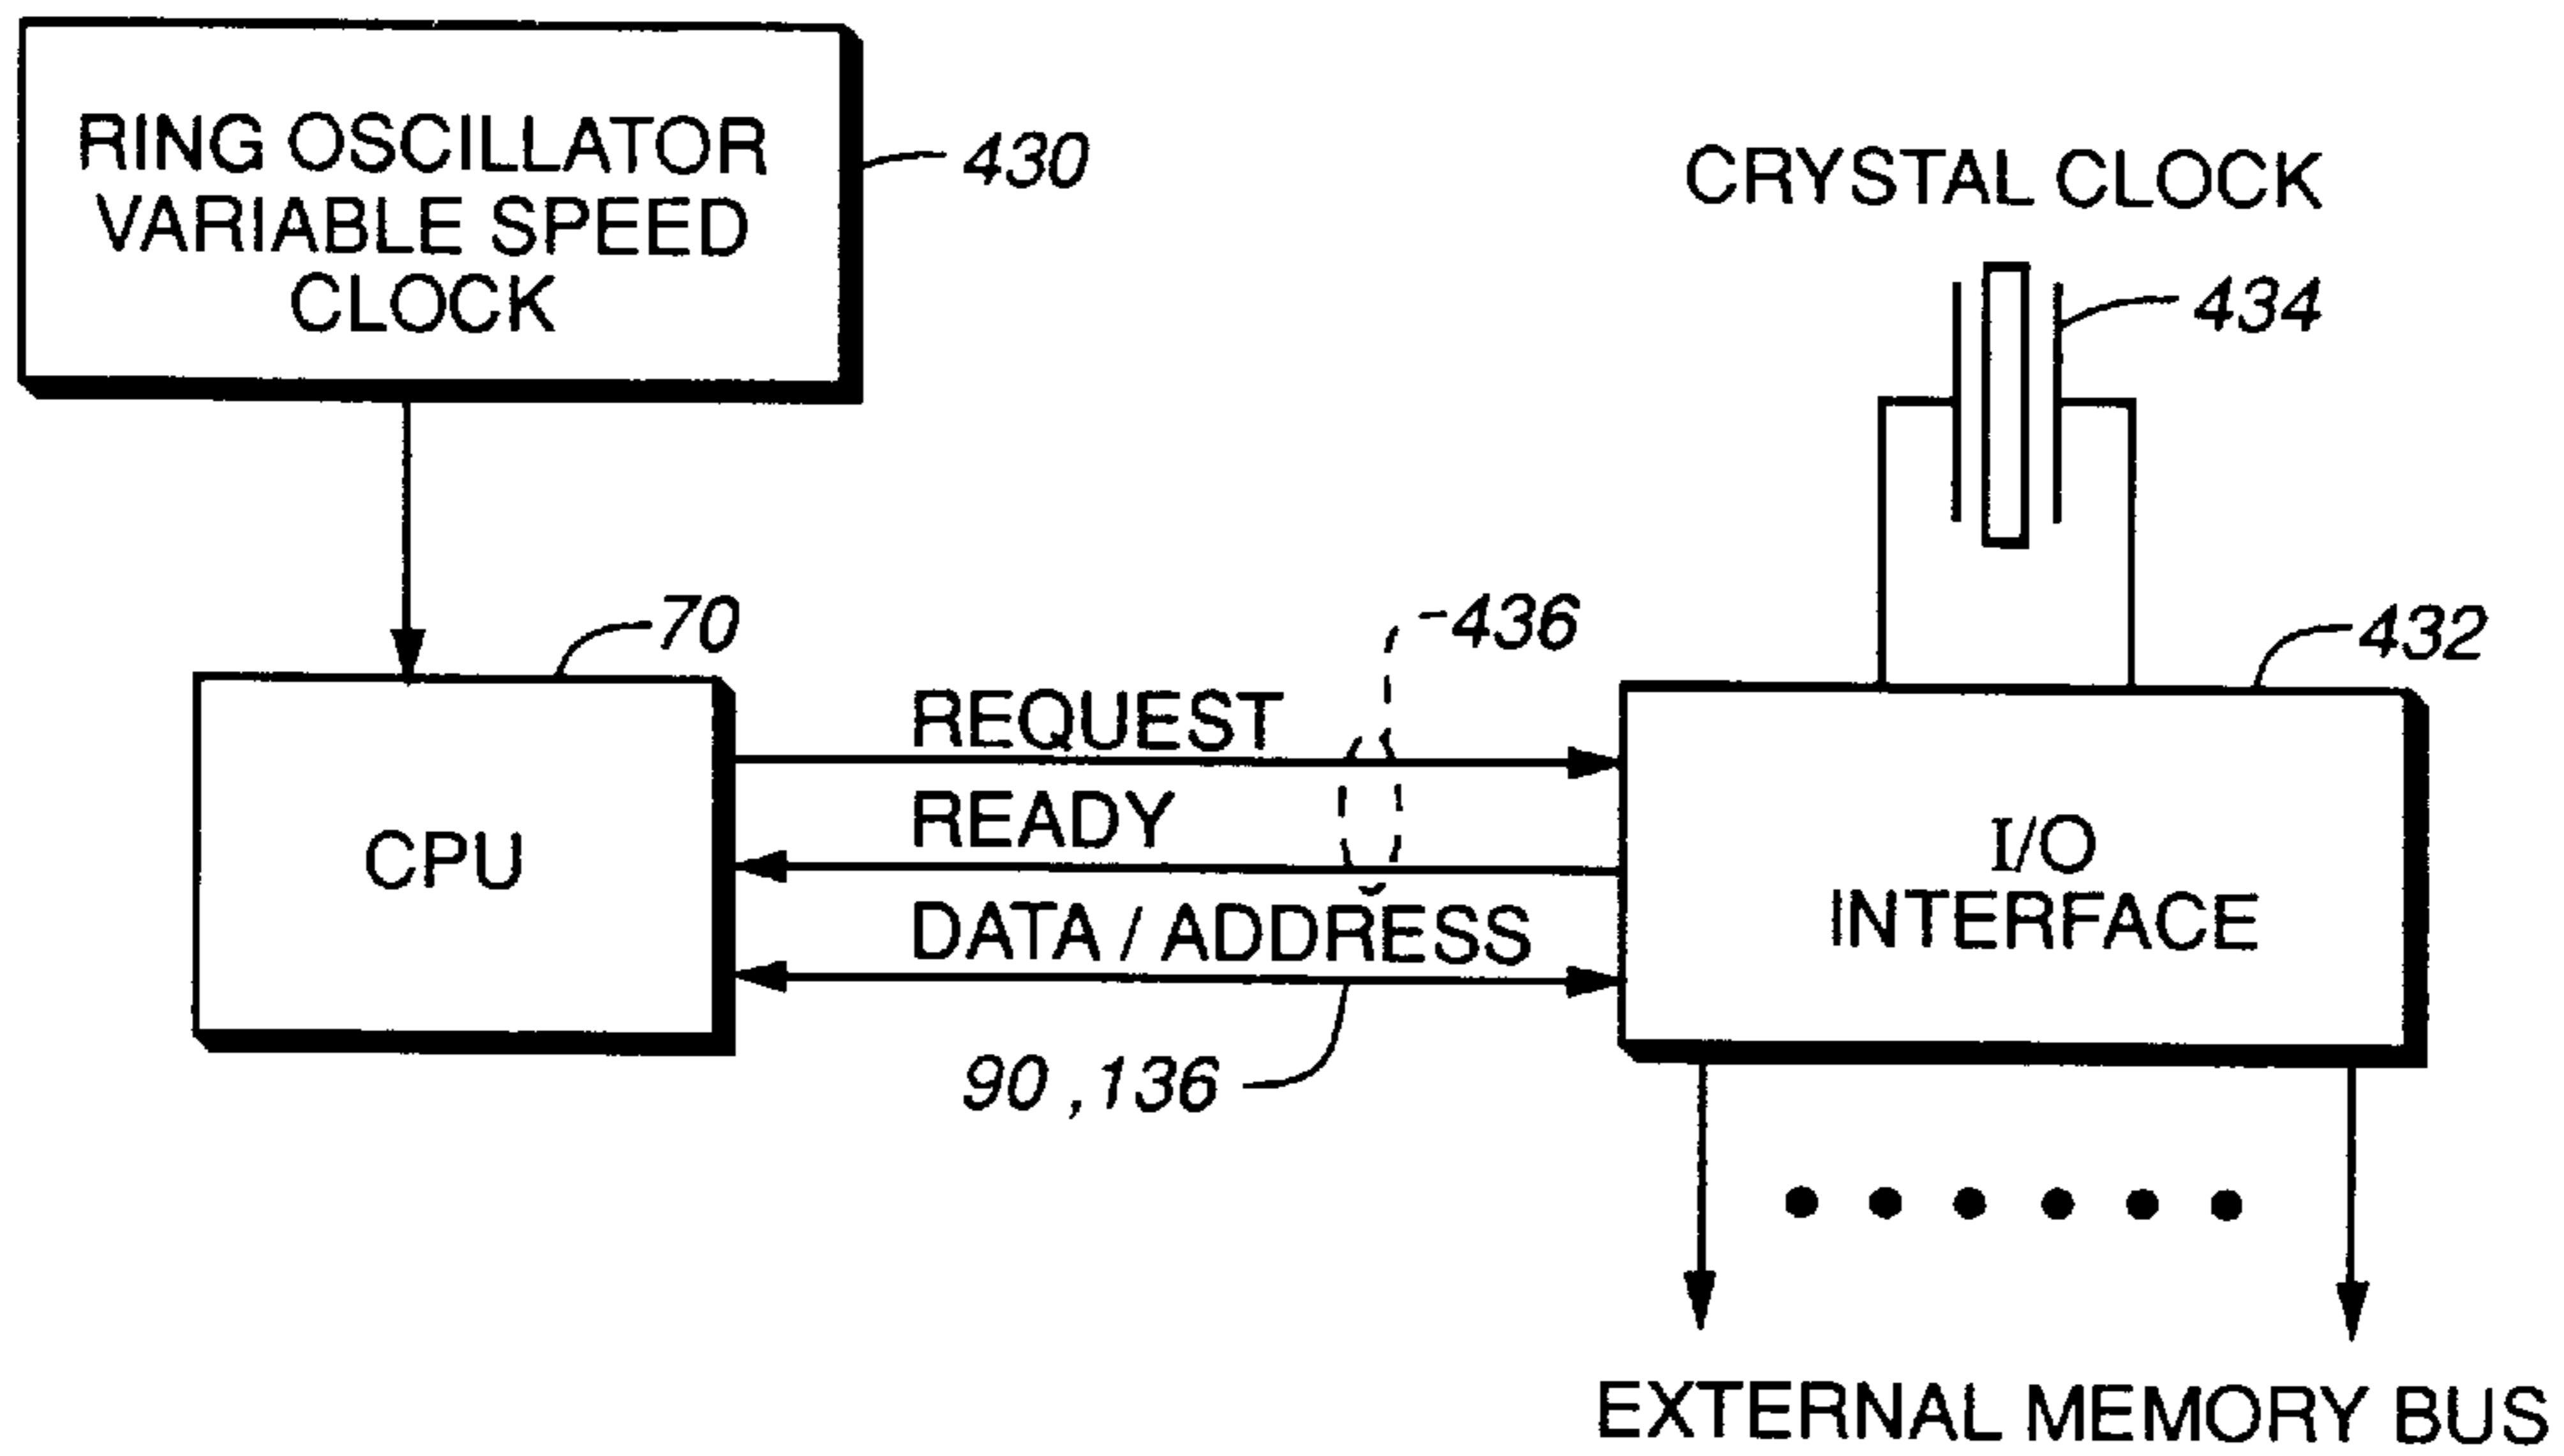 RING OSCILLATOR
VARIABLE SPEED
CLOCK
430
CRYSTAL CLOCK
434
70
436
432
REQUEST
READY
DATA / ADDRESS
CPU
I/O
INTERFACE
90 ,136
EXTERNAL MEMORY BUS